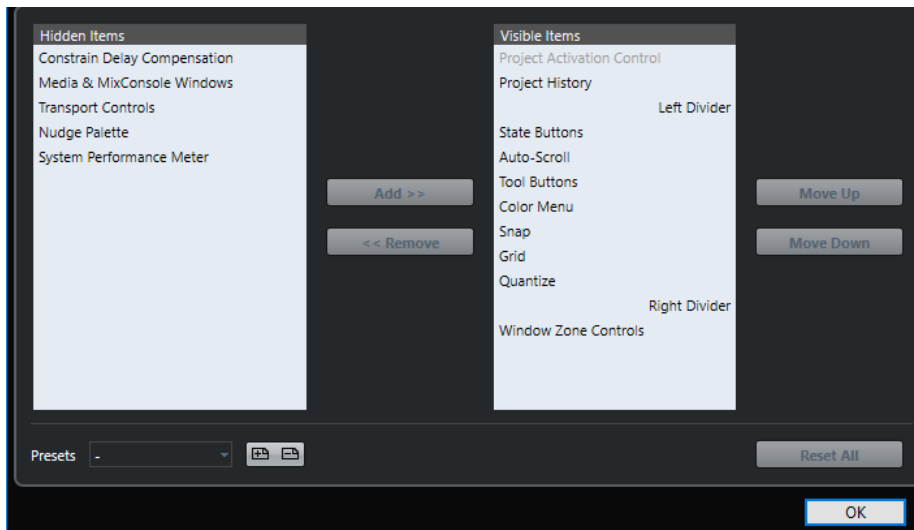 Hidden Items
Constrain Delay Compensation
Media & MixConsole Windows
Transport Controls
Nudge Palette
System Performance Meter
Add >>
<< Remove
Visible Items
Project Activation Control
Project History
Left Divider
State Buttons
Auto-Scroll
Tool Buttons
Color Menu
Snap
Grid
Quantize
Right Divider
Window Zone Controls
Move Up
Move Down
Presets -
Reset All
OK